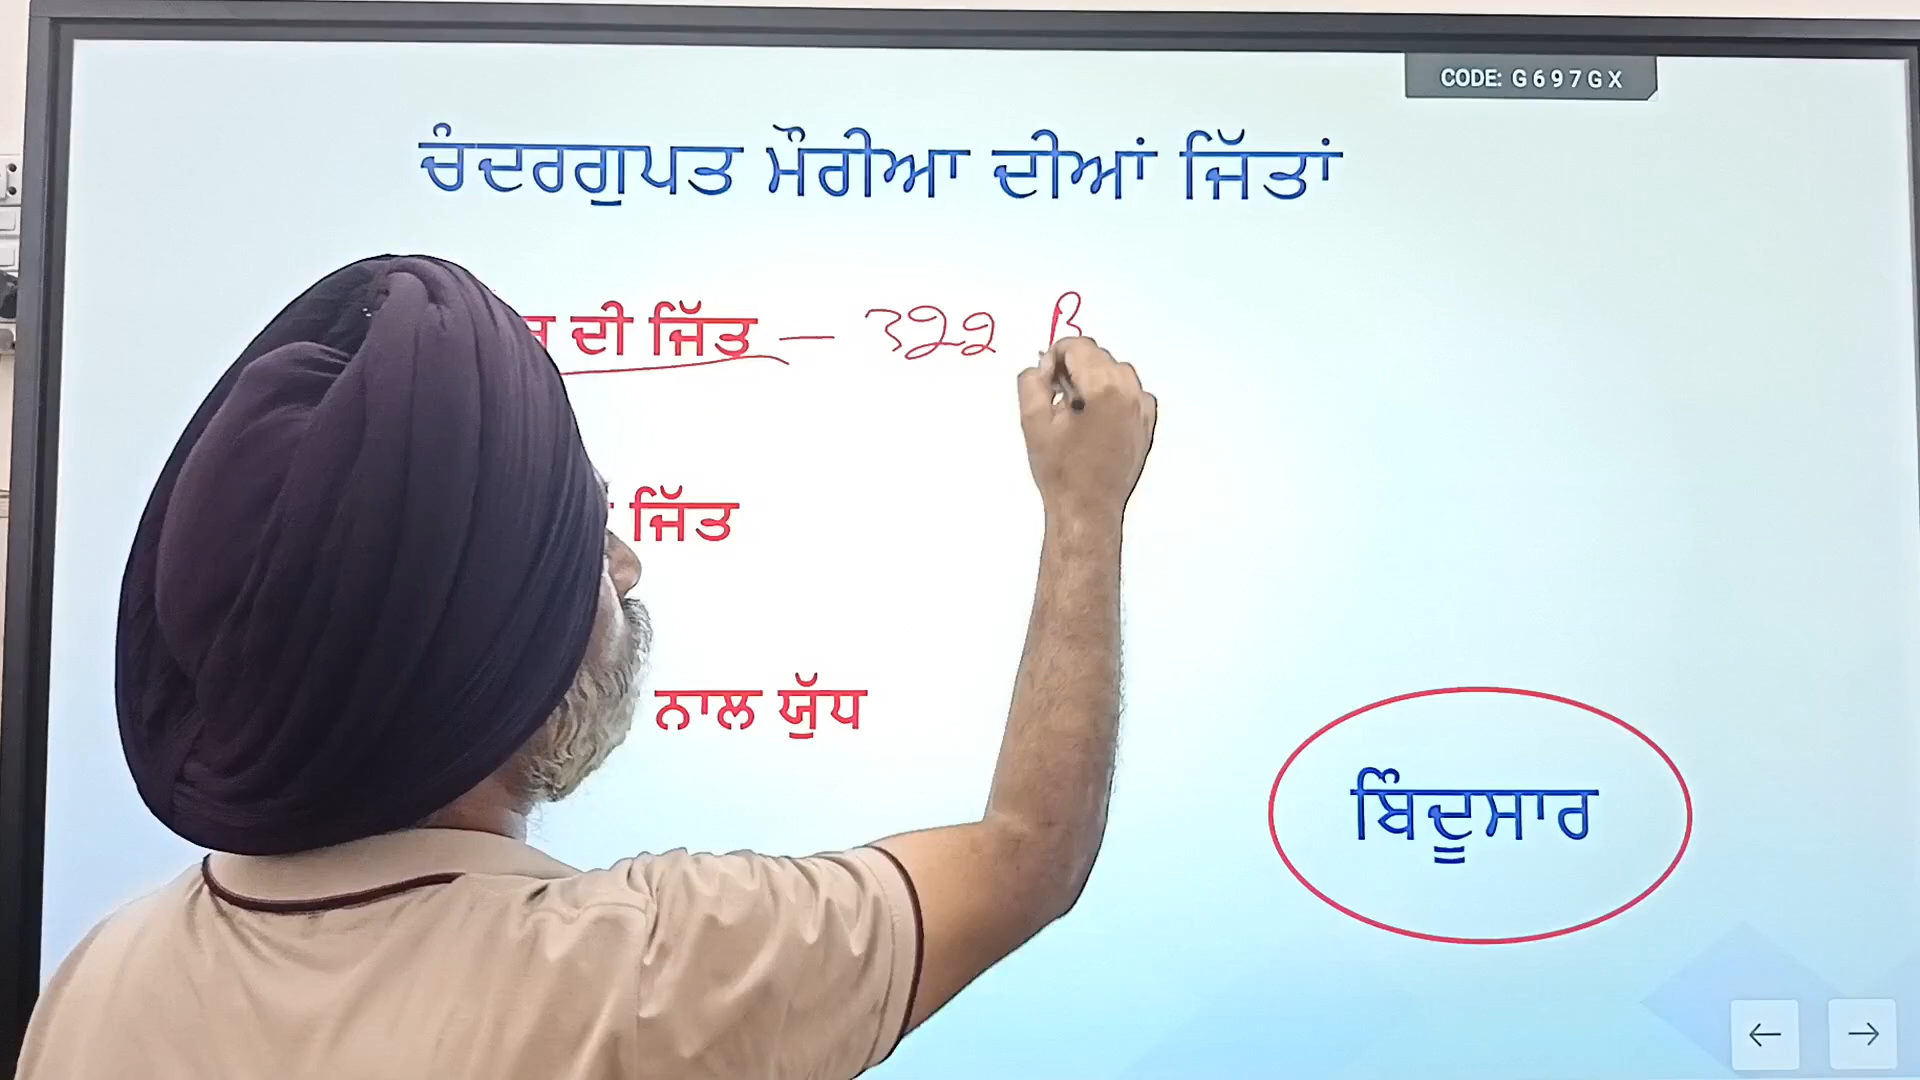 CODE: G697GX
ਚੰਦਰਗੁਪਤ ਮੌਰੀਆ ਦੀਆਂ ਜਿੱਤਾਂ
ਦੀ ਜਿੱਤ — 322 B
ਜਿੱਤ
ਨਾਲ ਯੁੱਧ
ਬਿੰਦੂਸਾਰ